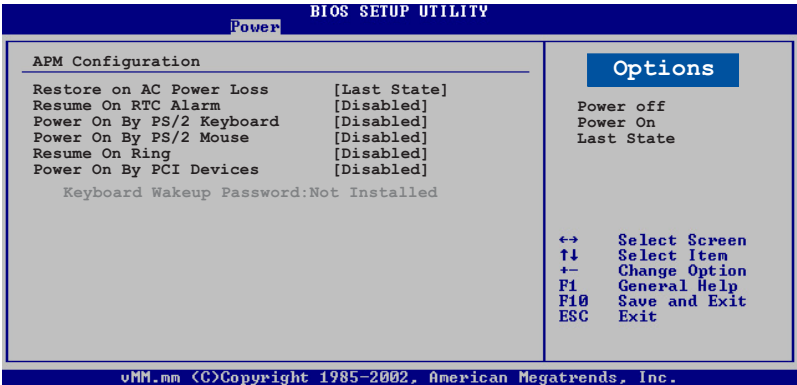 BIOS SETUP UTILITY
Power
APM Configuration
Restore on AC Power Loss [Last State]
Resume On RTC Alarm [Disabled]
Power On By PS/2 Keyboard [Disabled]
Power On By PS/2 Mouse [Disabled]
Resume On Ring [Disabled]
Power On By PCI Devices [Disabled]
Keyboard Wakeup Password:Not Installed
Options
Power off
Power On
Last State
←→ Select Screen
↑↓ Select Item
+- Change Option
F1 General Help
F10 Save and Exit
ESC Exit
vMM.mm (C)Copyright 1985-2002, American Megatrends, Inc.